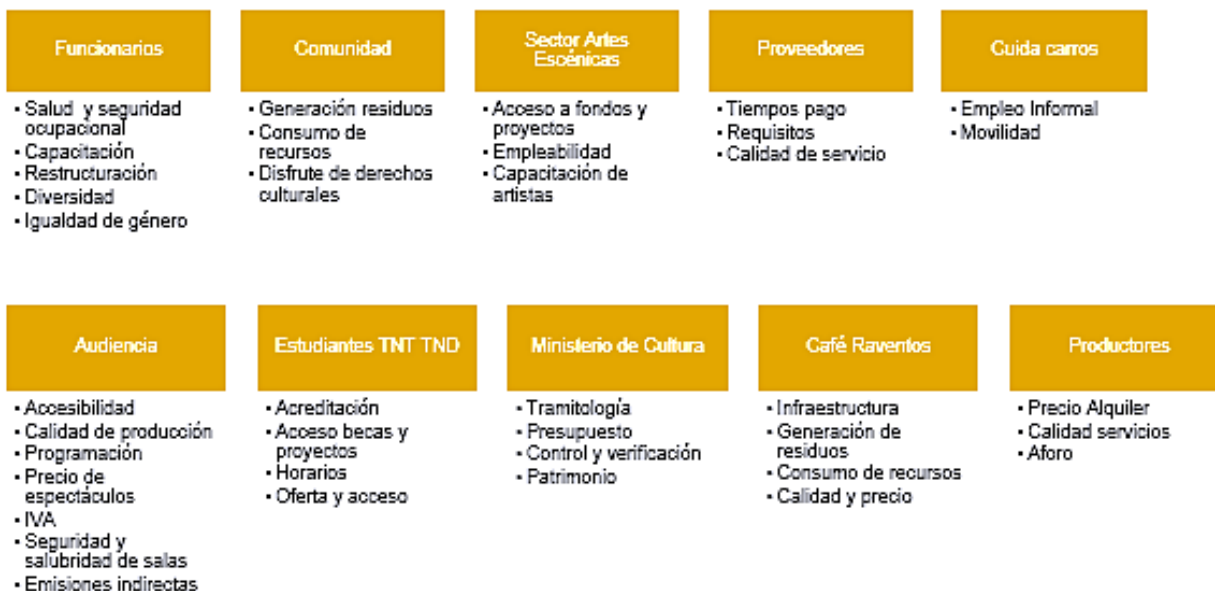 Funcionarios
• Salud y seguridad
ocupacional
• Capacitación
• Restructuración
• Diversidad
• Igualdad de género
Comunidad
• Generación residuos
• Consumo de
recursos
• Disfrute de derechos
culturales
Sector Artes
Escénicas
• Acceso a fondos y
proyectos
• Empleabilidad
• Capacitación de
artistas
Proveedores
• Tiempos pago
• Requisitos
• Calidad de servicio
Cuida carros
• Empleo Informal
• Movilidad
Audiencia
• Accesibilidad
• Calidad de producción
• Programación
• Precio de
espectáculos
• IVA
• Seguridad y
salubridad de salas
• Emisiones indirectas
Estudiantes TNT TND
• Acreditación
• Acceso becas y
proyectos
• Horarios
• Oferta y acceso
Ministerio de Cultura
• Tramitología
• Presupuesto
• Control y verificación
• Patrimonio
Café Raventos
• Infraestructura
• Generación de
residuos
• Consumo de recursos
• Calidad y precio
Productores
• Precio Alquiler
• Calidad servicios
• Aforo